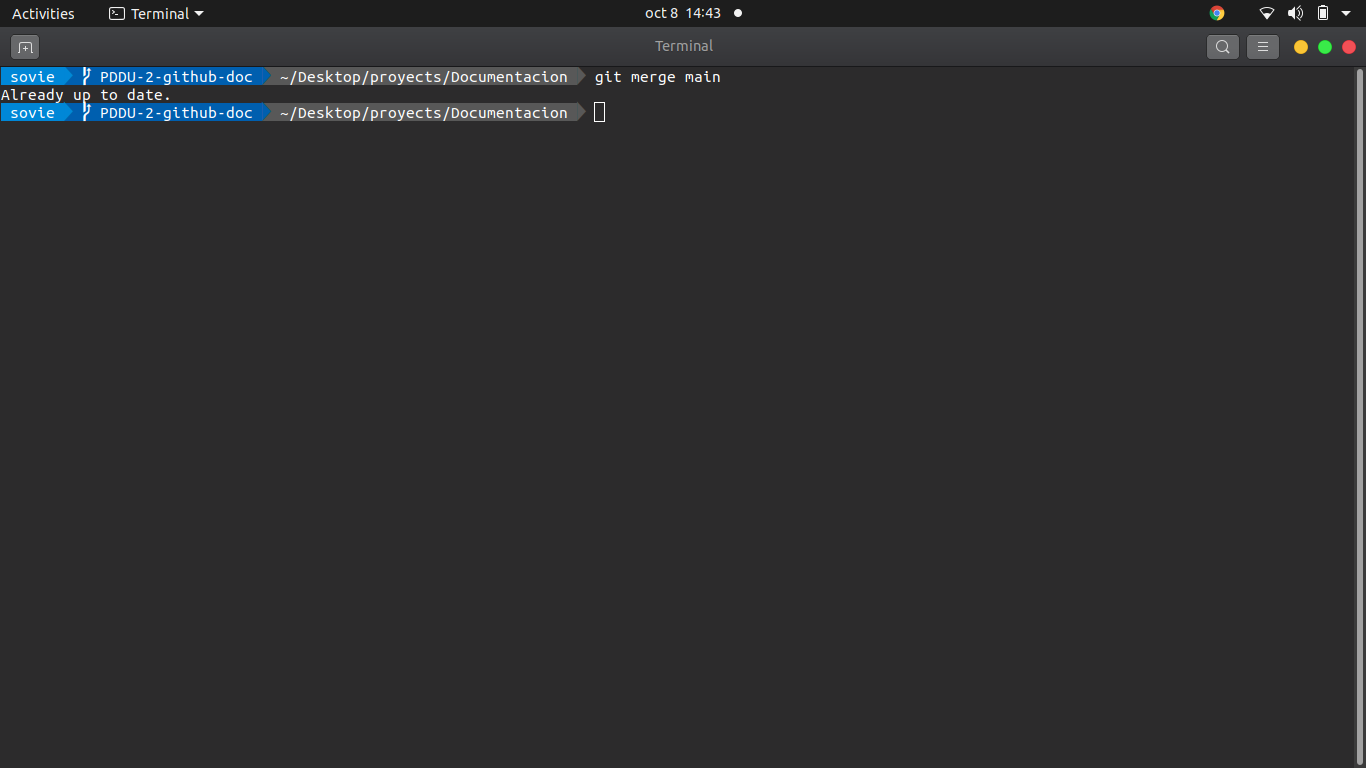 Activities Terminal oct 8 14:43
Terminal
sovie PDDU-2-github-doc ~/Desktop/proyects/Documentacion git merge main
Already up to date.
sovie PDDU-2-github-doc ~/Desktop/proyects/Documentacion